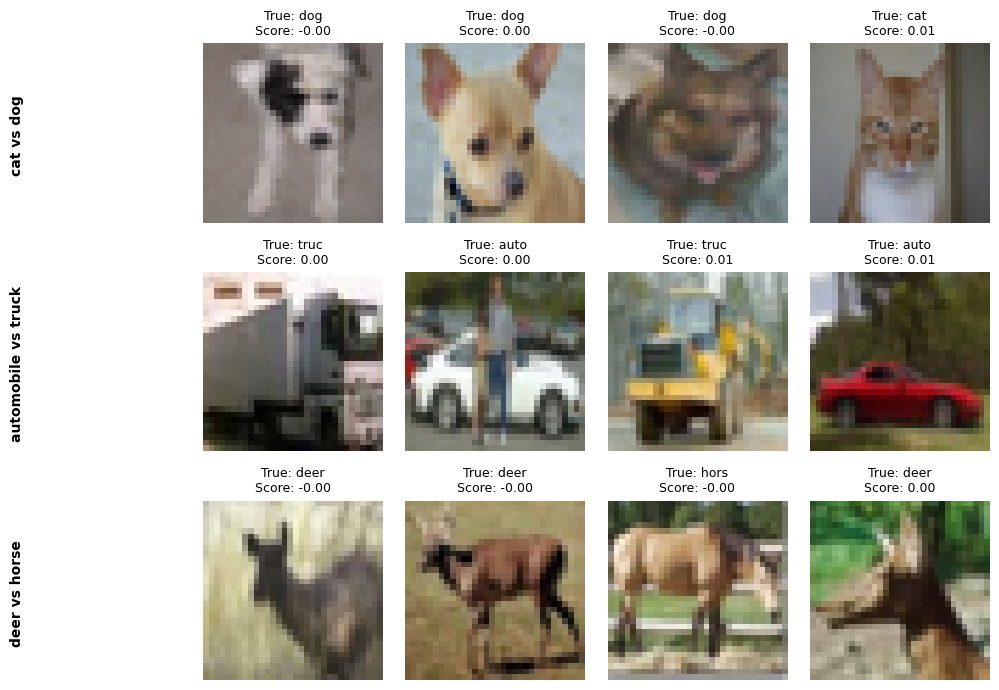 True: dog
Score: -0.00
True: dog
Score: 0.00
True: dog
Score: -0.00
True: cat
Score: 0.01
cat vs dog
True: truc
Score: 0.00
True: auto
Score: 0.00
True: truc
Score: 0.01
True: auto
Score: 0.01
automobile vs truck
True: deer
Score: -0.00
True: deer
Score: -0.00
True: hors
Score: -0.00
True: deer
Score: 0.00
deer vs horse